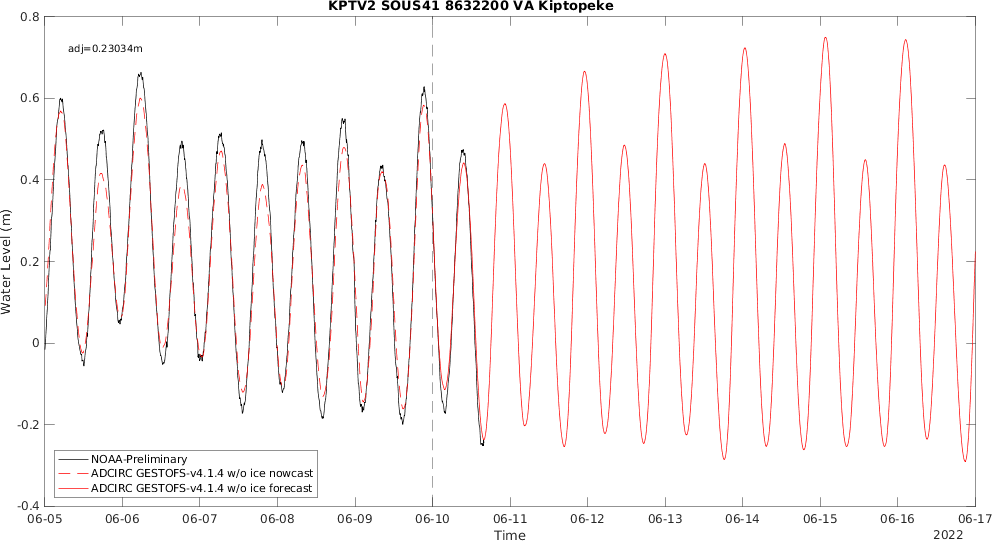 KPTV2 SOUS41 8632200 VA Kiptopeke
0.8
adj=0.23034m
0.6
0.4
0.2
0
-0.2
-0.4
Water Level (m)
NOAA-Preliminary
ADCIRC GESTOFS-v4.1.4 w/o ice nowcast
ADCIRC GESTOFS-v4.1.4 w/o ice forecast
06-05 06-06 06-07 06-08 06-09 06-10 06-11 06-12 06-13 06-14 06-15 06-16 06-17
Time
2022